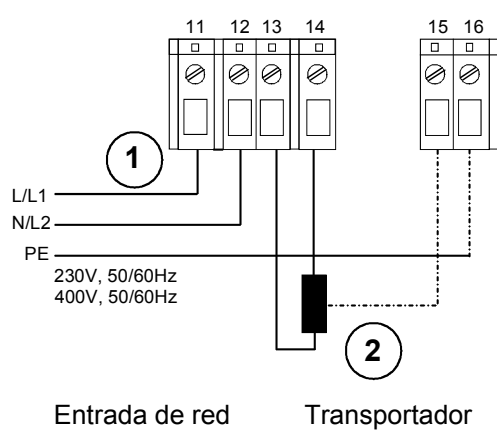 11 12 13 14 15 16
1
L/L1
N/L2
PE
230V, 50/60Hz
400V, 50/60Hz
2
Entrada de red Transportador